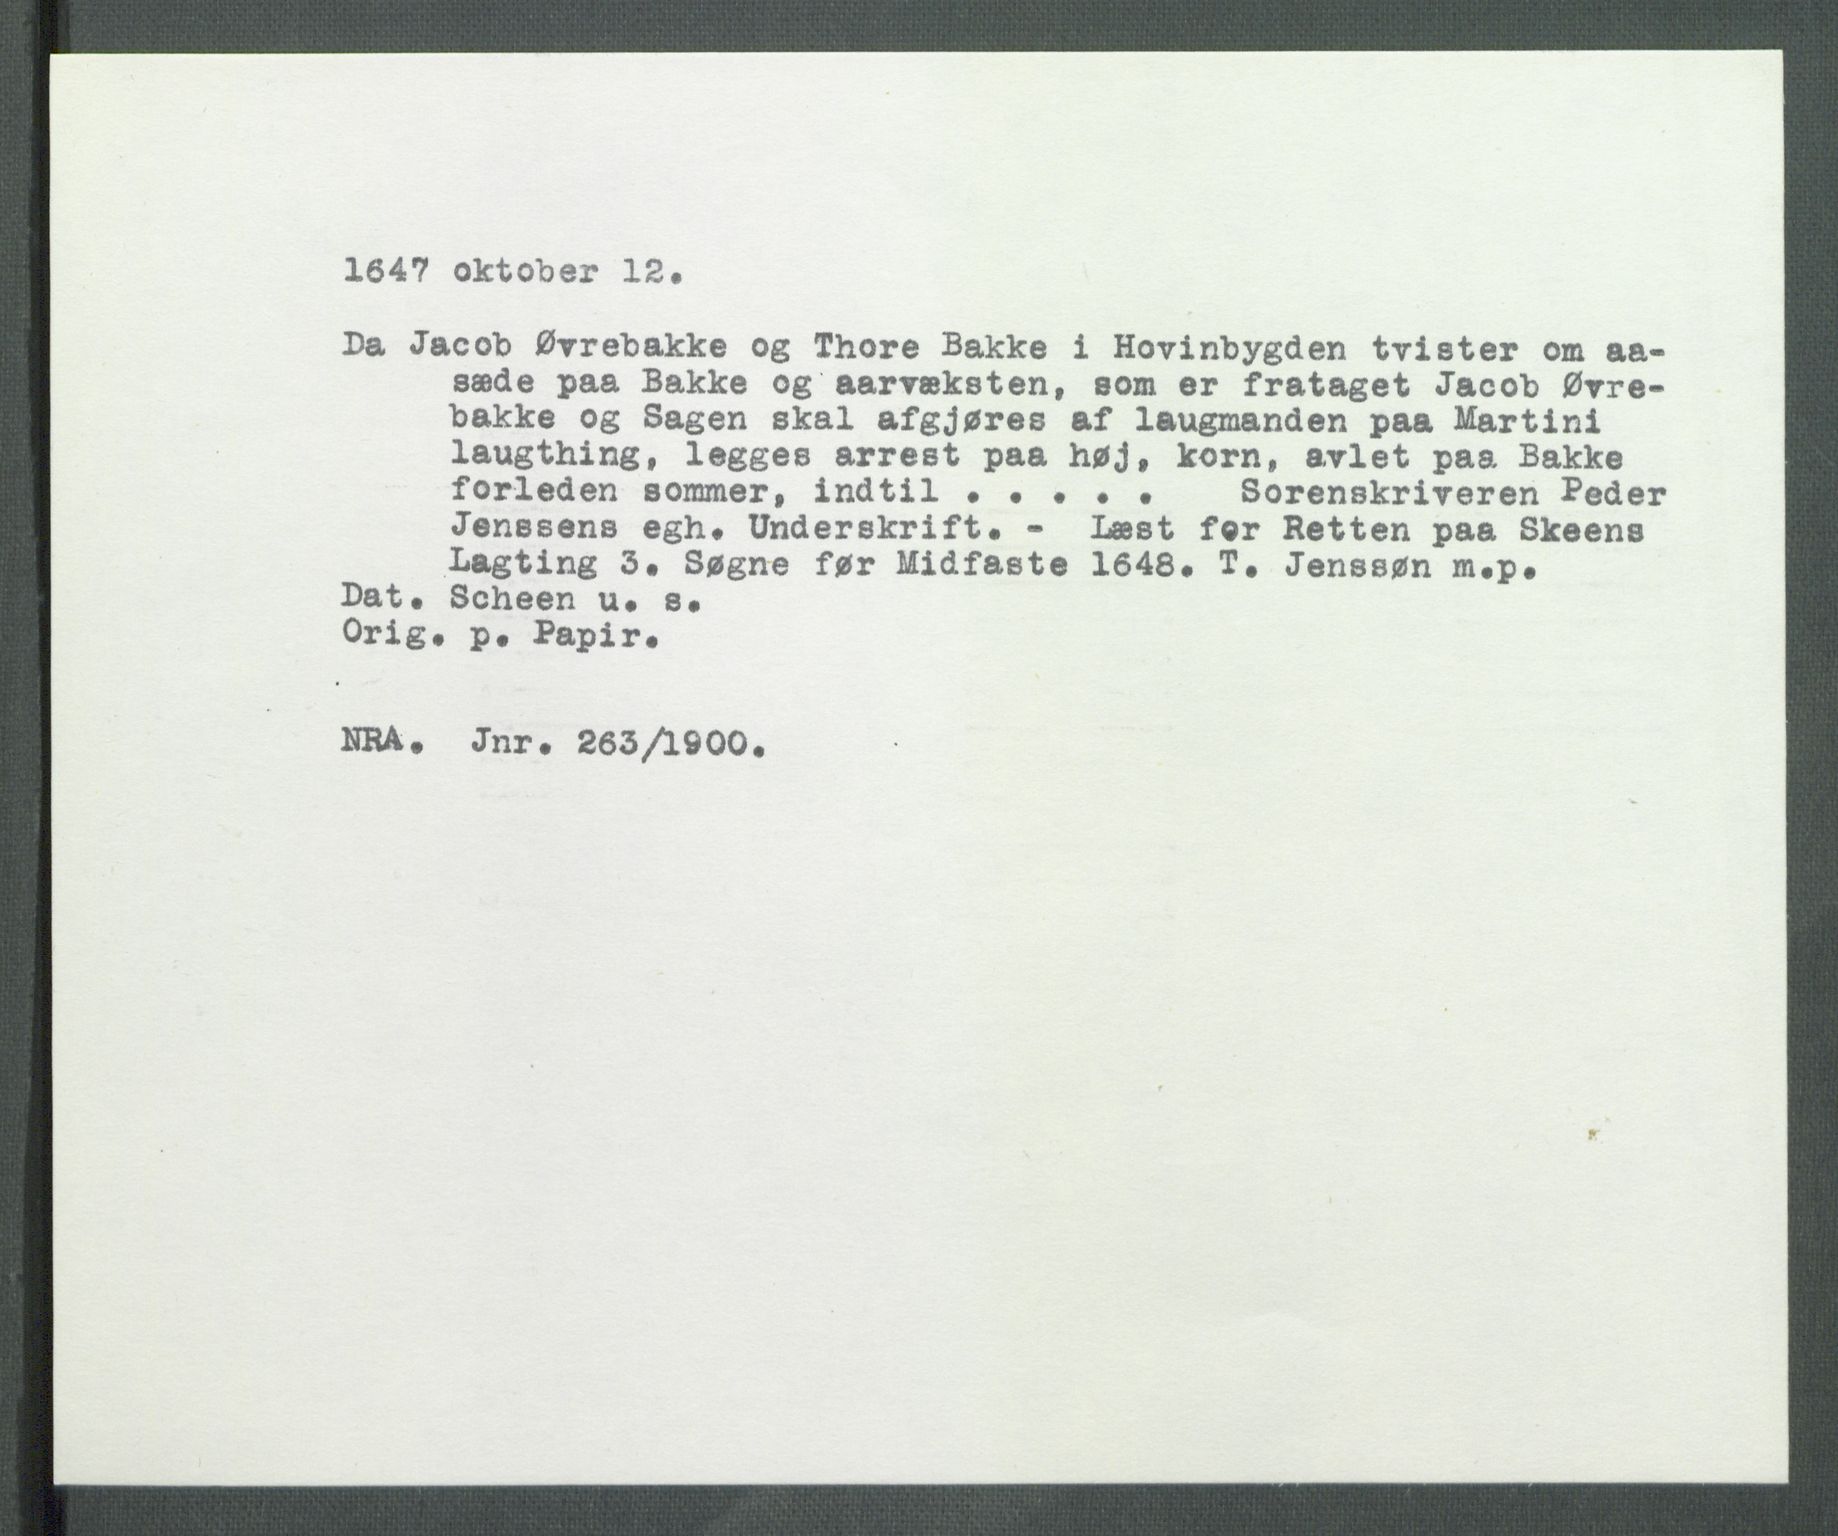 1647 oktober 12.
Da Jacob Øvrebakke og Thore Bakke i Hovinbygden tvister om aa-
sæde paa Bakke og aarvæksten, som er frataget Jacob Øvre-
bakke og Sagen skal afgjøres af laugmanden paa Martini
laugthing, legges arrest paa høj, korn, avlet paa Bakke
forleden sommer, indtil . . . . . Sorenskriveren Peder
Jenssens egh. Underskrift. - Læst for Retten paa Skeens
Lagting 3. Søgne før Midfaste 1648. T. Jenssøn m.p.
Dat. Scheen u. s.
Orig. p. Papir.
NRA. Jnr. 263/1900.